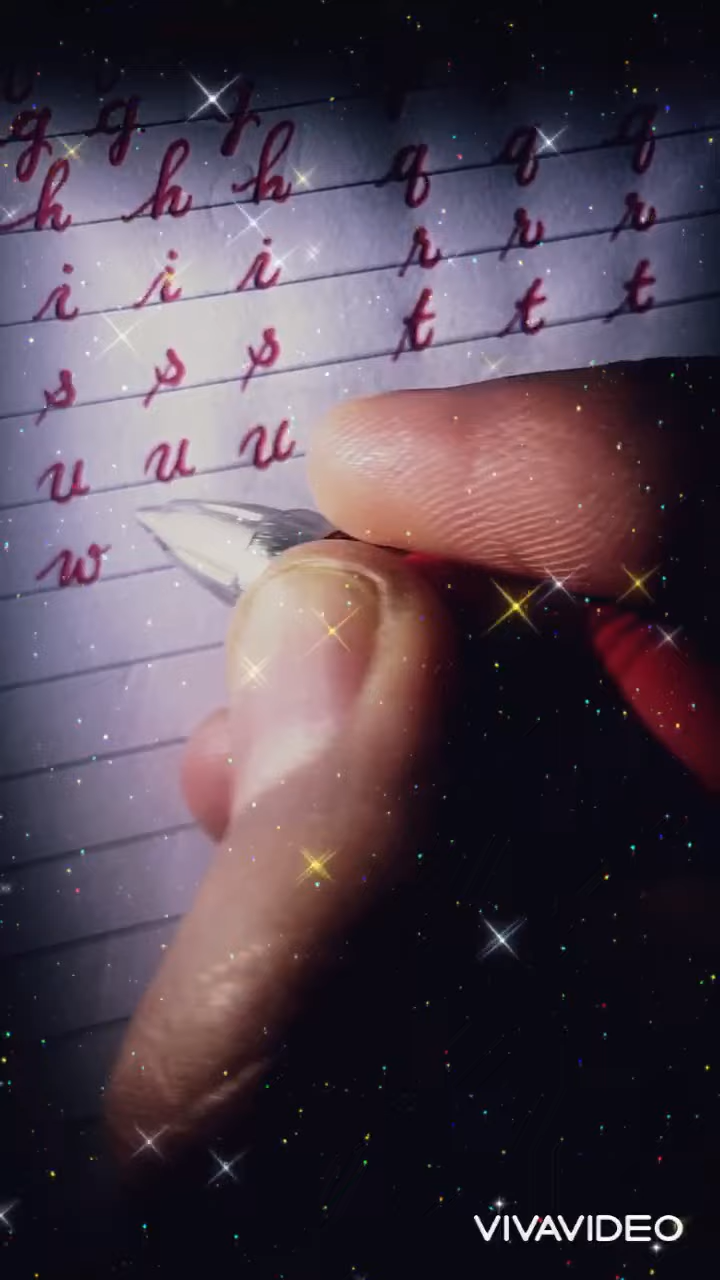 g g g
h h h q q q
i i i r r r
s s s t t t
u u u
w
VIVAVIDEO